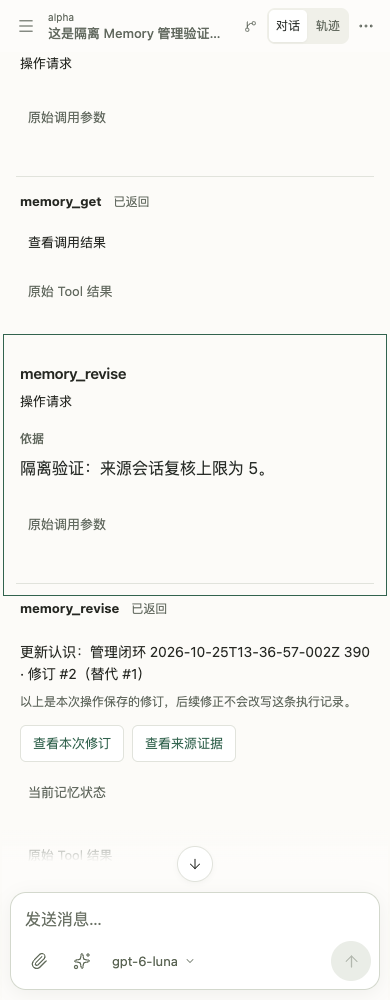 alpha
这是隔离 Memory 管理验证...
对话
轨迹
操作请求
原始调用参数
memory_get 已返回
查看调用结果
原始 Tool 结果
memory_revise
操作请求
依据
隔离验证：来源会话复核上限为 5。
原始调用参数
memory_revise 已返回
更新认识：管理闭环 2026-10-25T13-36-57-002Z 390
· 修订 #2（替代 #1）
以上是本次操作保存的修订，后续修正不会改写这条执行记录。
查看本次修订
查看来源证据
当前记忆状态
原始 Tool 结果
发送消息...
gpt-6-luna